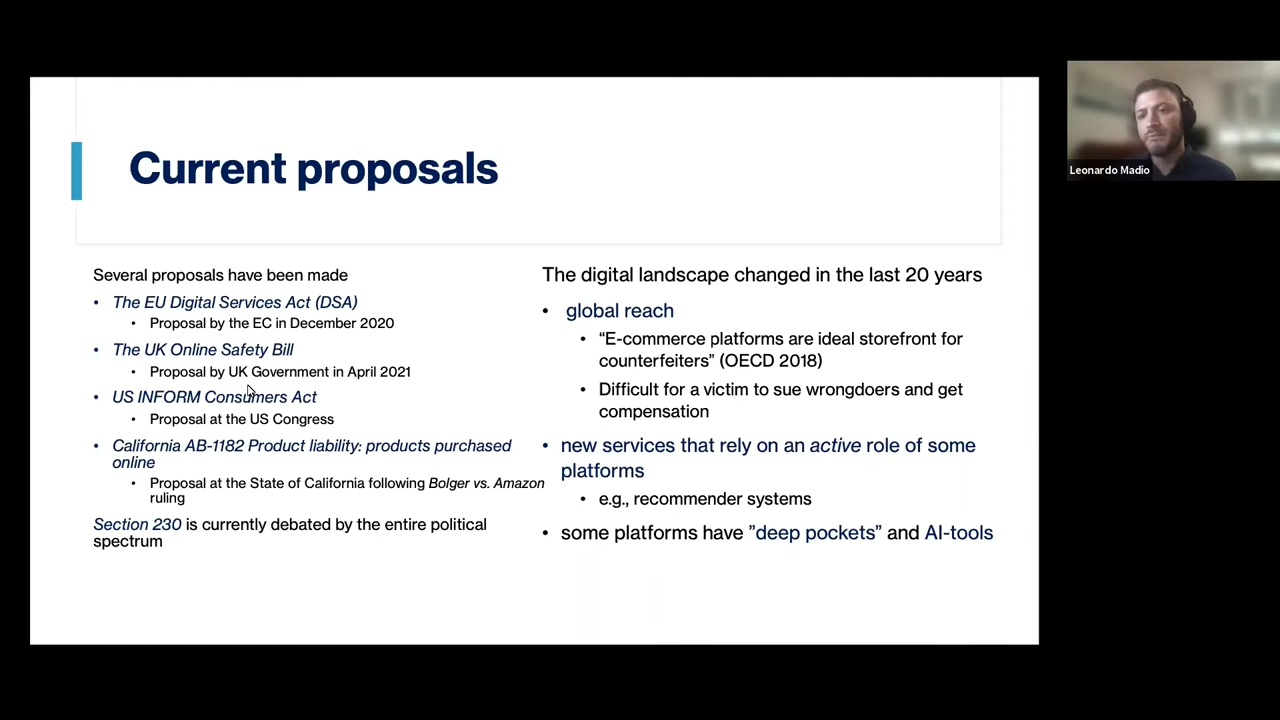 Current proposals
Several proposals have been made
• The EU Digital Services Act (DSA)
• Proposal by the EC in December 2020
• The UK Online Safety Bill
• Proposal by UK Government in April 2021
• US INFORM Consumers Act
• Proposal at the US Congress
• California AB-1182 Product liability: products purchased
online
• Proposal at the State of California following Bolger vs. Amazon
ruling
Section 230 is currently debated by the entire political
spectrum
The digital landscape changed in the last 20 years
• global reach
• “E-commerce platforms are ideal storefront for
counterfeiters” (OECD 2018)
• Difficult for a victim to sue wrongdoers and get
compensation
• new services that rely on an active role of some
platforms
• e.g., recommender systems
• some platforms have ”deep pockets” and AI-tools
Leonardo Madio